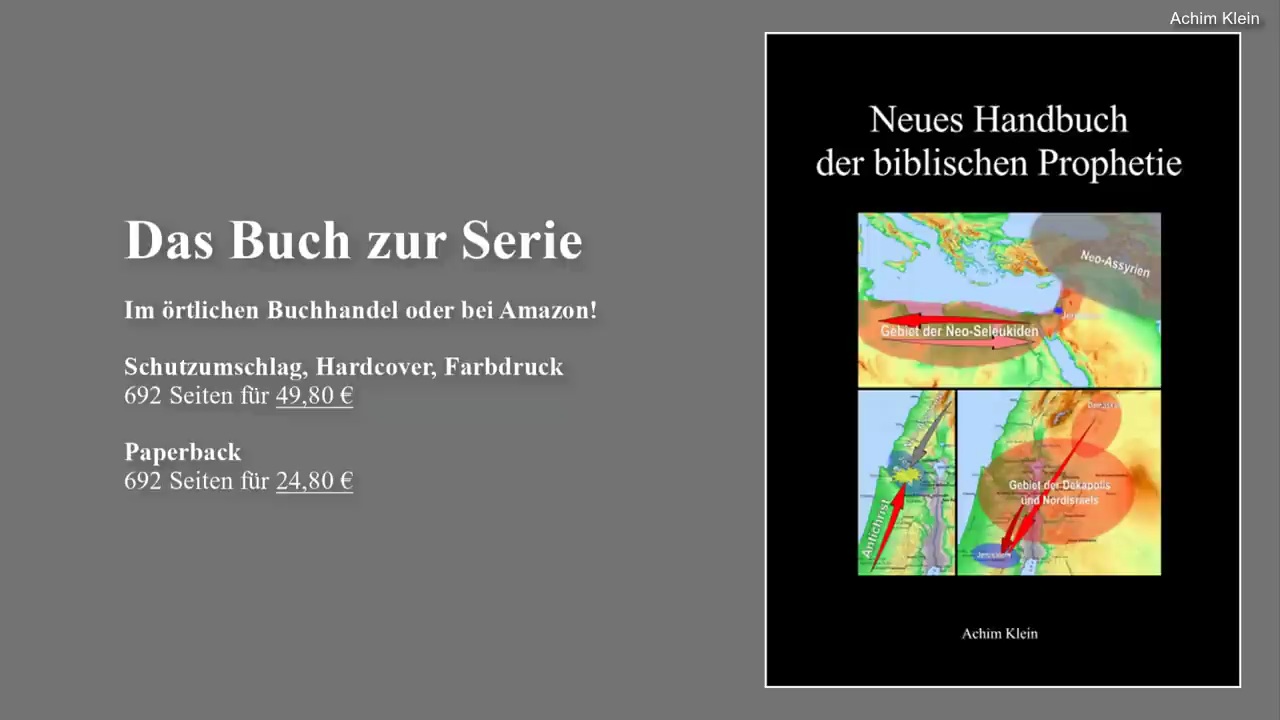 Achim Klein
Das Buch zur Serie
Im örtlichen Buchhandel oder bei Amazon!
Schutzumschlag, Hardcover, Farbdruck
692 Seiten für 49,80 €
Paperback
692 Seiten für 24,80 €
Neues Handbuch
der biblischen Prophetie
Neo-Assyrien
Gebiet der Neo-Seleukiden
Antichrist
Gebiet der Dekapolis
und Nordisraels
Jerusalem
Achim Klein